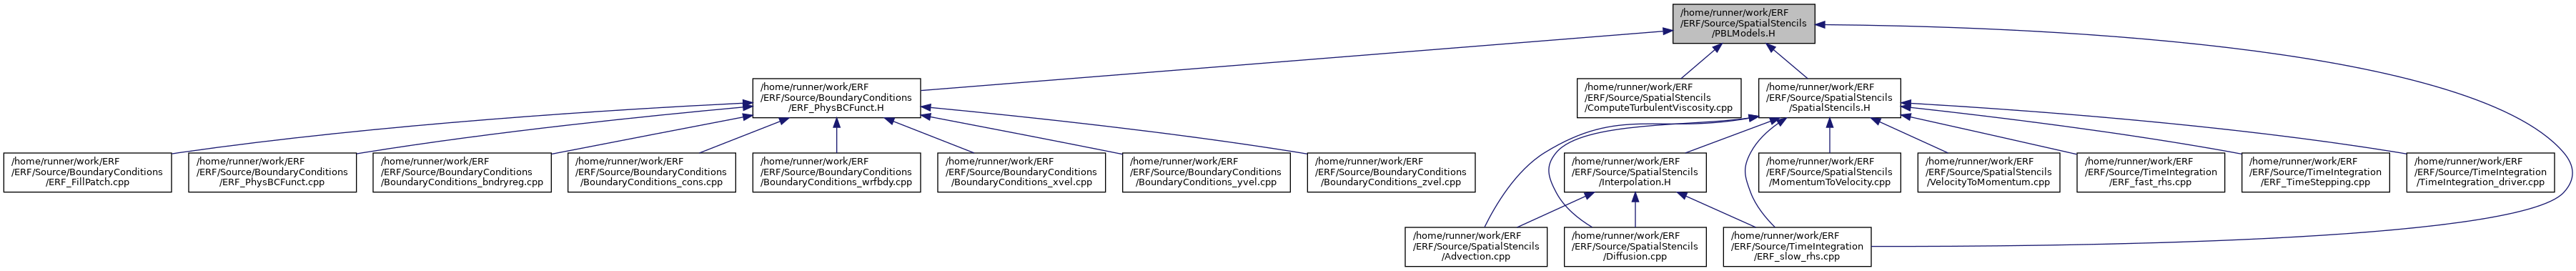 /home/runner/work/ERF
/ERF/Source/SpatialStencils
/PBLModels.H
/home/runner/work/ERF
/ERF/Source/BoundaryConditions
/ERF_PhysBCFunct.H
/home/runner/work/ERF
/ERF/Source/SpatialStencils
/ComputeTurbulentViscosity.cpp
/home/runner/work/ERF
/ERF/Source/SpatialStencils
/SpatialStencils.H
/home/runner/work/ERF
/ERF/Source/BoundaryConditions
/ERF_FillPatch.cpp
/home/runner/work/ERF
/ERF/Source/BoundaryConditions
/ERF_PhysBCFunct.cpp
/home/runner/work/ERF
/ERF/Source/BoundaryConditions
/BoundaryConditions_bndryreg.cpp
/home/runner/work/ERF
/ERF/Source/BoundaryConditions
/BoundaryConditions_cons.cpp
/home/runner/work/ERF
/ERF/Source/BoundaryConditions
/BoundaryConditions_wrfbdy.cpp
/home/runner/work/ERF
/ERF/Source/BoundaryConditions
/BoundaryConditions_xvel.cpp
/home/runner/work/ERF
/ERF/Source/BoundaryConditions
/BoundaryConditions_yvel.cpp
/home/runner/work/ERF
/ERF/Source/BoundaryConditions
/BoundaryConditions_zvel.cpp
/home/runner/work/ERF
/ERF/Source/SpatialStencils
/Interpolation.H
/home/runner/work/ERF
/ERF/Source/SpatialStencils
/MomentumToVelocity.cpp
/home/runner/work/ERF
/ERF/Source/SpatialStencils
/VelocityToMomentum.cpp
/home/runner/work/ERF
/ERF/Source/TimeIntegration
/ERF_fast_rhs.cpp
/home/runner/work/ERF
/ERF/Source/TimeIntegration
/ERF_TimeStepping.cpp
/home/runner/work/ERF
/ERF/Source/TimeIntegration
/TimeIntegration_driver.cpp
/home/runner/work/ERF
/ERF/Source/SpatialStencils
/Advection.cpp
/home/runner/work/ERF
/ERF/Source/SpatialStencils
/Diffusion.cpp
/home/runner/work/ERF
/ERF/Source/TimeIntegration
/ERF_slow_rhs.cpp